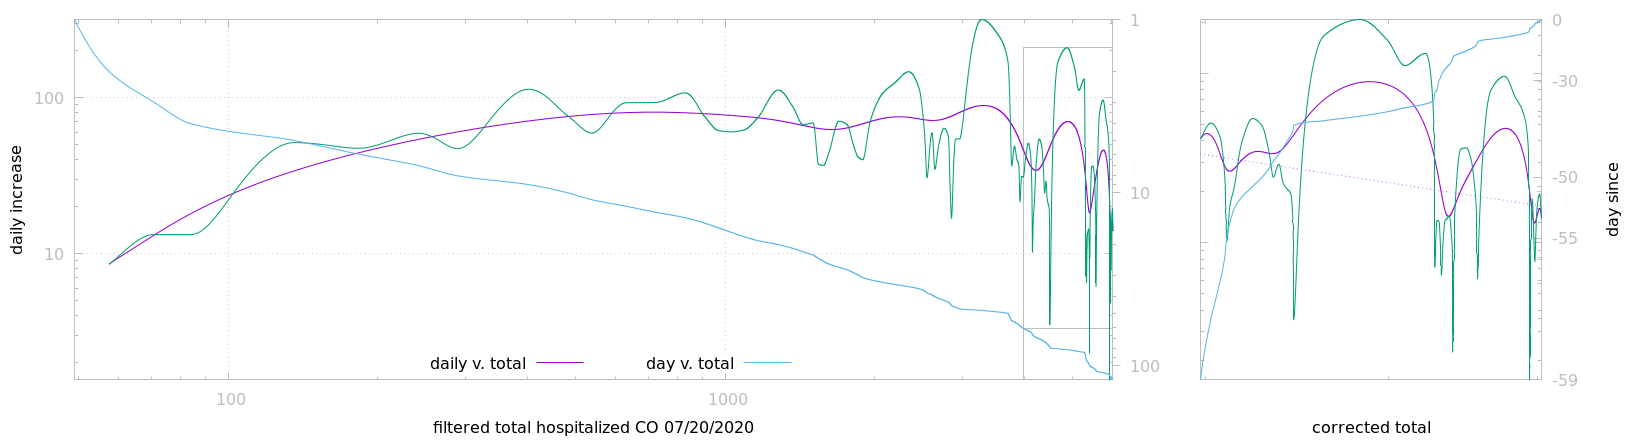 1
0
100
-30
daily increase
-50
day since
10
-55
10
daily v. total
day v. total
100
-59
100
1000
filtered total hospitalized CO 07/20/2020
corrected total